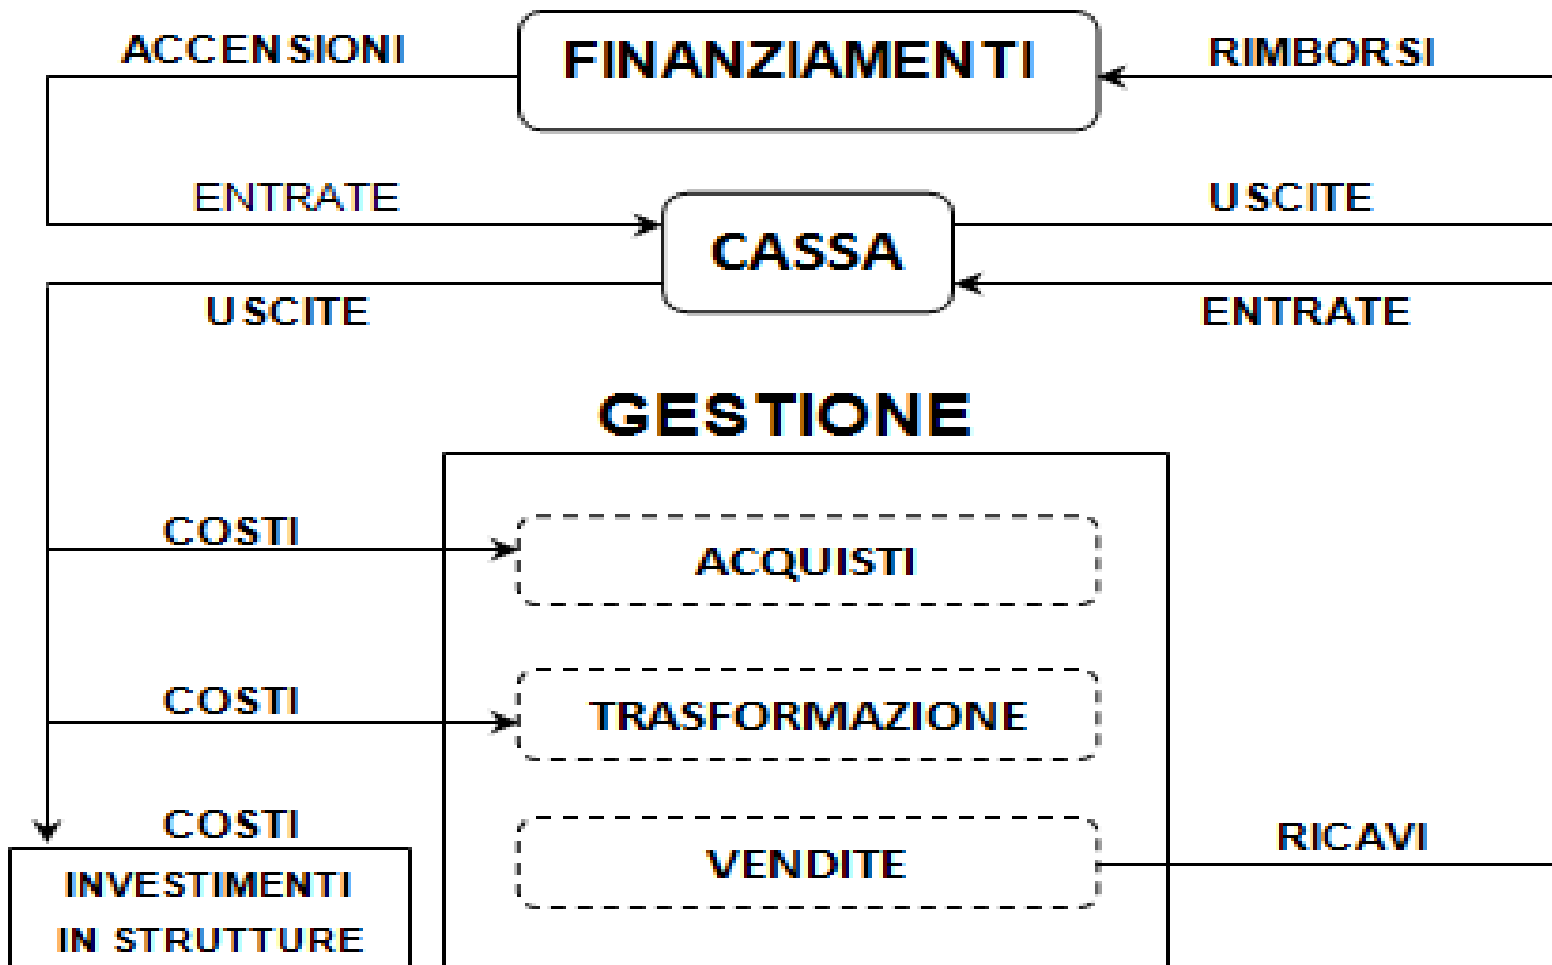 ACCENSIONI
FINANZIAMENTI
RIMBORSI
ENTRATE
USCITE
CASSA
USCITE
ENTRATE
GESTIONE
COSTI
ACQUISTI
COSTI
TRASFORMAZIONE
COSTI
VENDITE
RICAVI
INVESTIMENTI
IN STRUTTURE